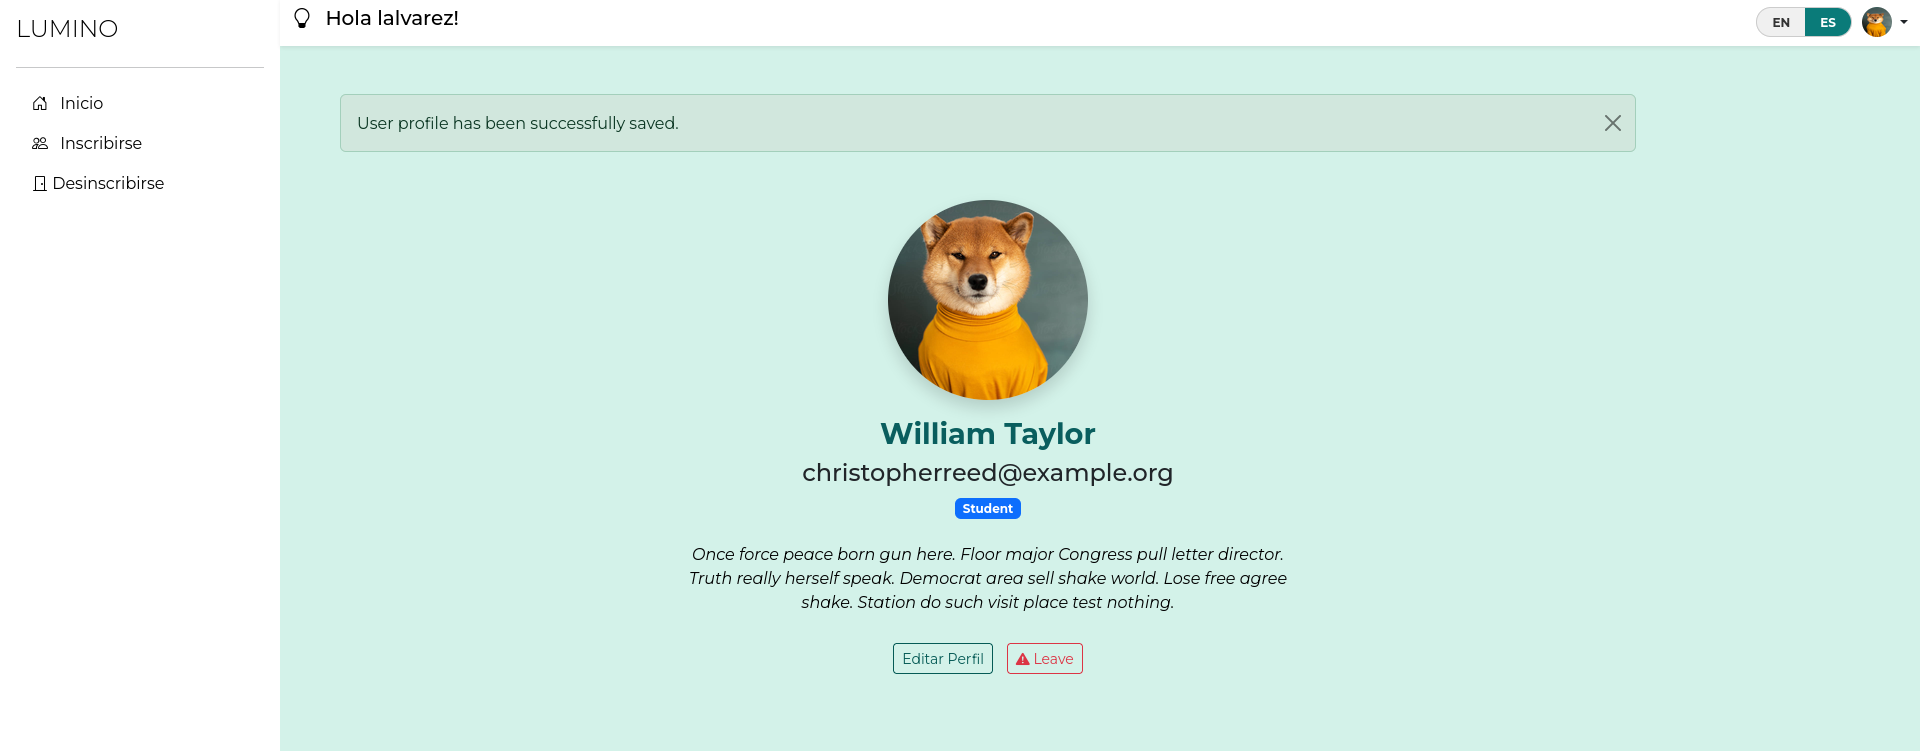 LUMINO
Inicio
Inscribirse
Desinscribirse
Hola lalvarez!
EN
ES
User profile has been successfully saved.
William Taylor
christopherreed@example.org
Student
Once force peace born gun here. Floor major Congress pull letter director.
Truth really herself speak. Democrat area sell shake world. Lose free agree
shake. Station do such visit place test nothing.
Editar Perfil
Leave